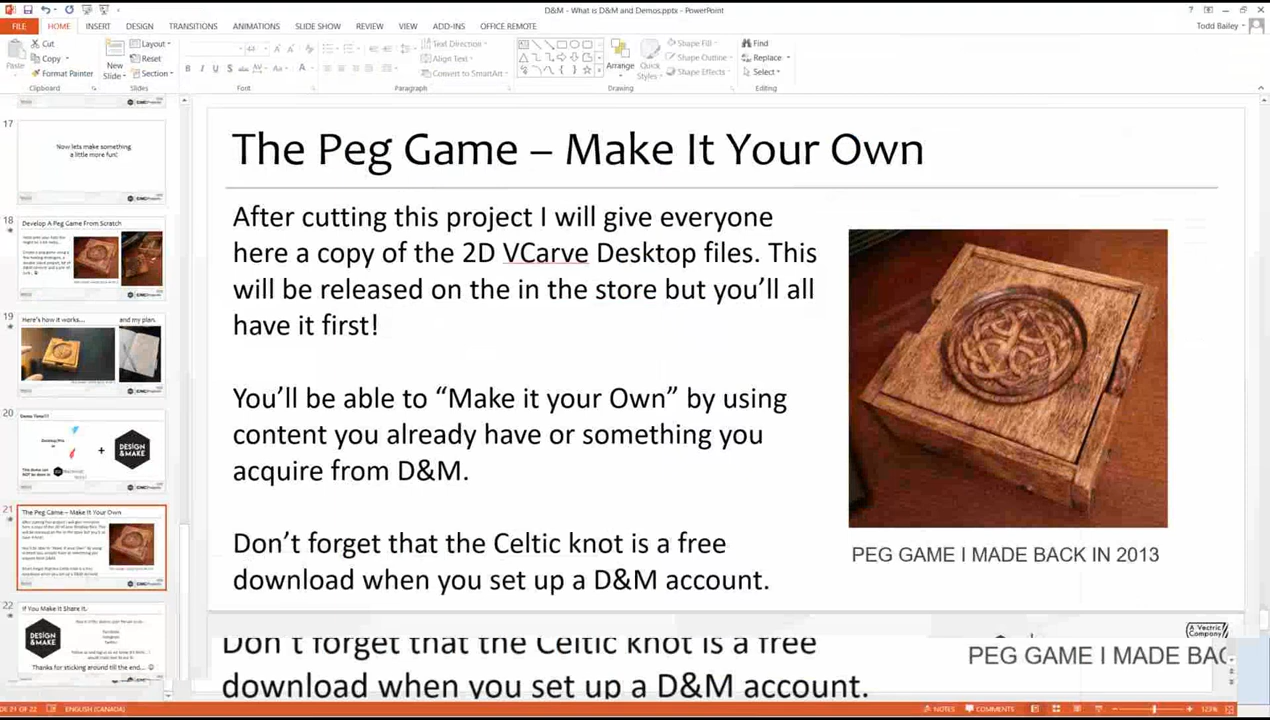 D&M - What is D&M and Demos.pptx - PowerPoint
Todd Bailey
FILE HOME INSERT DESIGN TRANSITIONS ANIMATIONS SLIDE SHOW REVIEW VIEW ADD-INS OFFICE REMOTE
Paste
Cut
Copy
Format Painter
Clipboard
New
Slide
Layout
Reset
Section
Slides
Font
Text Direction
Align Text
Convert to SmartArt
Paragraph
Arrange
Quick
Styles
Shape Fill
Shape Outline
Shape Effects
Drawing
Find
Replace
Select
Editing
17
Now lets make something
a little more fun!
18
Develop A Peg Game From Scratch
19
Here's how it works... and my plan.
20
Demo Time!!!
+
DESIGN
&MAKE
21
The Peg Game – Make It Your Own
22
If You Make It Share It.
DESIGN
&MAKE
Thanks for sticking around till the end...
The Peg Game – Make It Your Own
After cutting this project I will give everyone
here a copy of the 2D VCarve Desktop files. This
will be released on the in the store but you'll all
have it first!
You'll be able to “Make it your Own” by using
content you already have or something you
acquire from D&M.
Don't forget that the Celtic knot is a free
download when you set up a D&M account.
PEG GAME I MADE BACK IN 2013
A Vectric
Company
Don't forget that the Celtic knot is a free
download when you set up a D&M account.
PEG GAME I MADE BAC
DE 21 OF 22 ENGLISH (CANADA) NOTES COMMENTS 123%